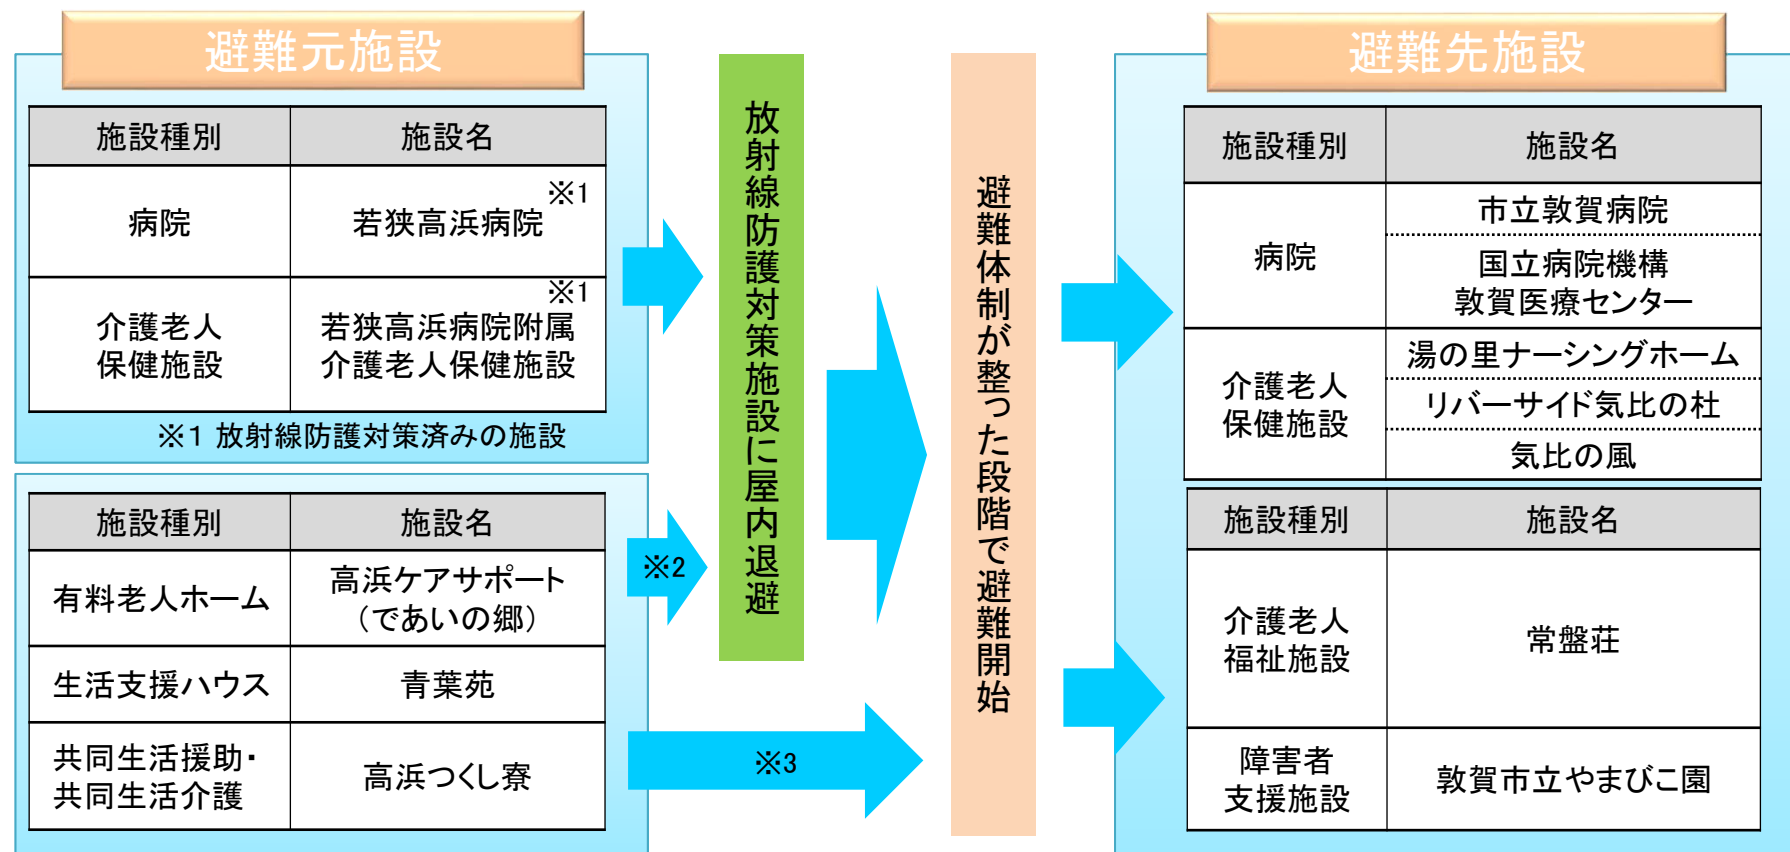 避難元施設
施設種別 施設名
病院 若狭高浜病院 ※1
介護老人
保健施設
※1
若狭高浜病院附属
介護老人保健施設
※1 放射線防護対策済みの施設
施設種別 施設名
有料老人ホーム
高浜ケアサポート
（であいの郷）
生活支援ハウス 青葉苑
共同生活援助・
共同生活介護
高浜つくし寮
※2
※3
放射線防護対策施設に屋内退避
避難体制が整った段階で避難開始
避難先施設
施設種別 施設名
病院
市立敦賀病院
国立病院機構
敦賀医療センター
介護老人
保健施設
湯の里ナーシングホーム
リバーサイド気比の杜
気比の風
施設種別 施設名
介護老人
福祉施設
常盤荘
障害者
支援施設
敦賀市立やまびこ園